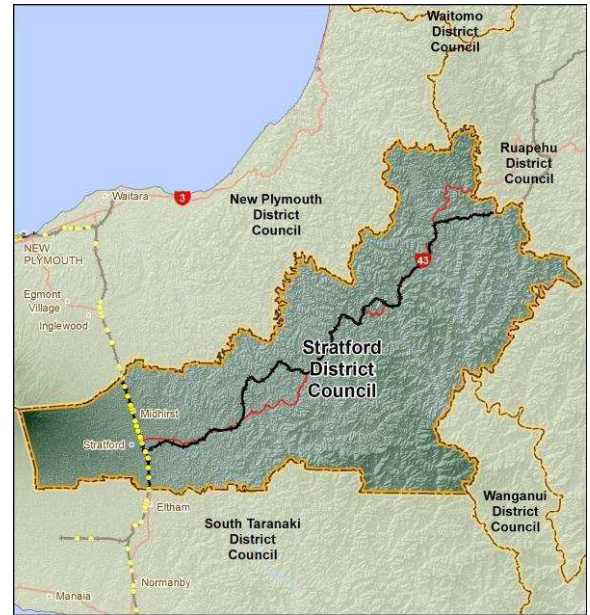 Waitomo
District
Council
Ruapehu
District
Council
Waitara
3
New Plymouth
District
Council
NEW
PLYMOUTH
43
Egmont
Village
Inglewood
Stratford
District
Council
Midhirst
Stratford
Wanganui
District
Council
Eltham
South Taranaki
District
Council
Normanby
Manaia